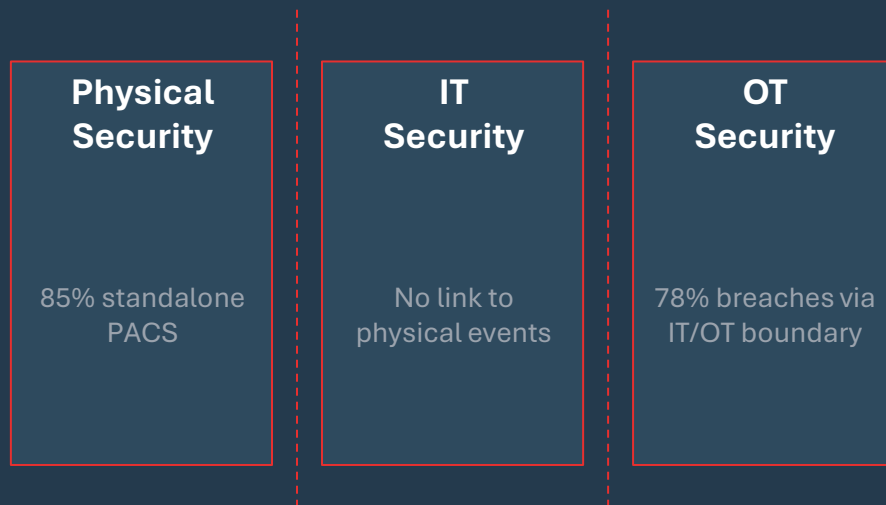 Physical
Security
85% standalone
PACS
IT
Security
No link to
physical events
OT
Security
78% breaches via
IT/OT boundary